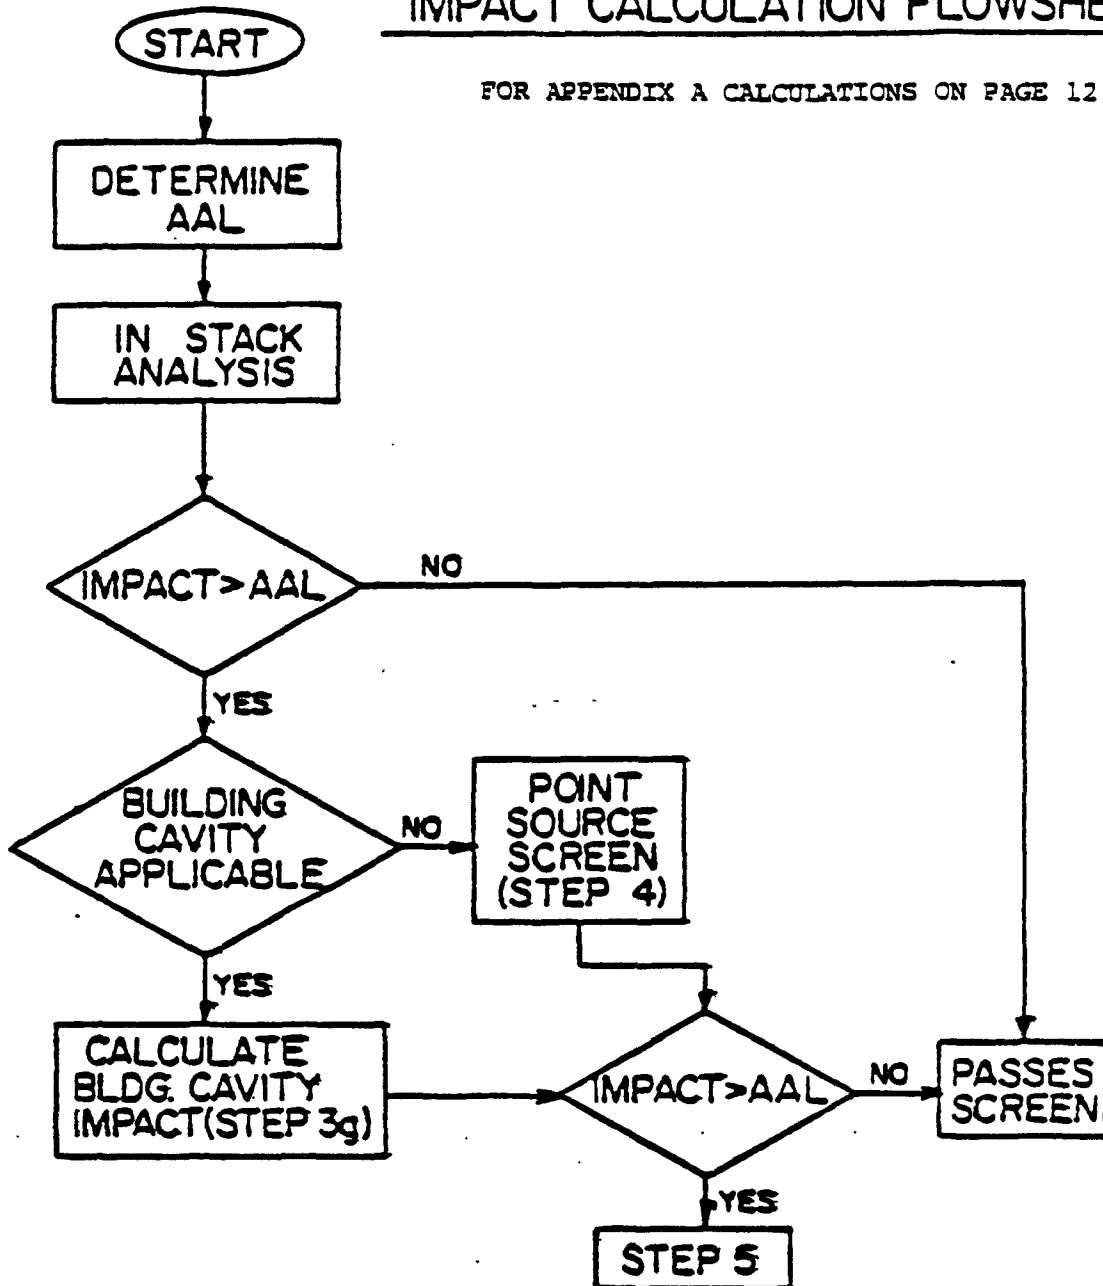 IMPACT CALCULATION FLOWSHE
START
FOR APPENDIX A CALCULATIONS ON PAGE 12
DETERMINE
AAL
IN STACK
ANALYSIS
IMPACT>AAL
NO
YES
BUILDING
CAVITY
APPLICABLE
NO
POINT
SOURCE
SCREEN
(STEP 4)
YES
CALCULATE
BLDG. CAVITY
IMPACT(STEP 3g)
IMPACT>AAL
NO
PASSES
SCREEN
YES
STEP 5